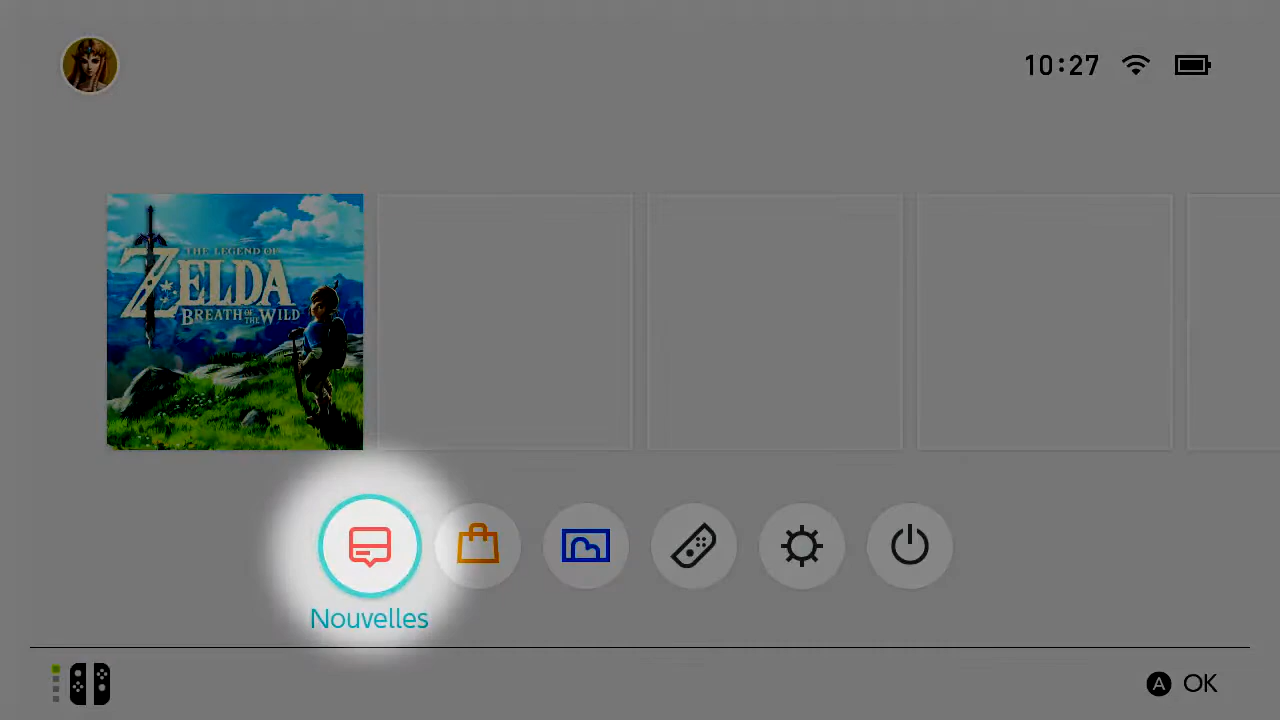 10:27
THE LEGEND OF
ZELDA
BREATH OF THE WILD
Nouvelles
A OK